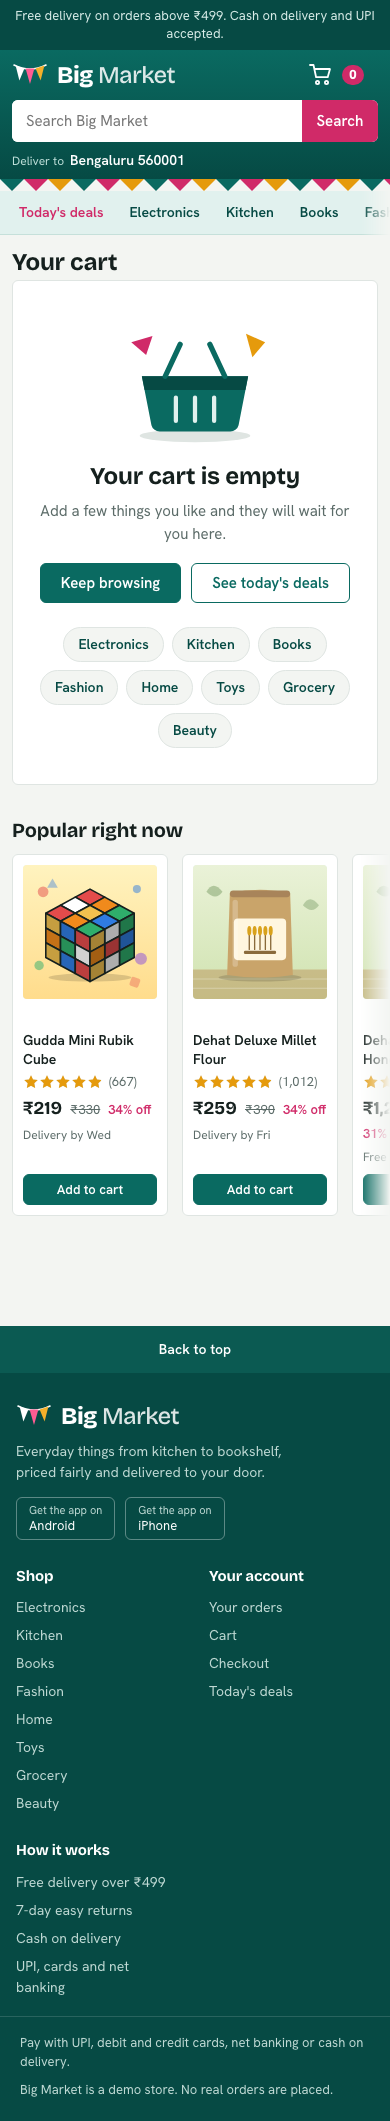 Free delivery on orders above ₹499. Cash on delivery and UPI
accepted.
Big Market
0
Search Big Market
Search
Deliver to Bengaluru 560001
Today's deals
Electronics
Kitchen
Books
Your cart
Your cart is empty
Add a few things you like and they will wait for
you here.
Keep browsing
See today's deals
Electronics
Kitchen
Books
Fashion
Home
Toys
Grocery
Beauty
Popular right now
Gudda Mini Rubik
Cube
(667)
₹219 ₹330 34% off
Delivery by Wed
Add to cart
Dehat Deluxe Millet
Flour
(1,012)
₹259 ₹390 34% off
Delivery by Fri
Add to cart
31%
Free
Back to top
Big Market
Everyday things from kitchen to bookshelf,
priced fairly and delivered to your door.
Get the app on
Android
Get the app on
iPhone
Shop
Electronics
Kitchen
Books
Fashion
Home
Toys
Grocery
Beauty
Your account
Your orders
Cart
Checkout
Today's deals
How it works
Free delivery over ₹499
7-day easy returns
Cash on delivery
UPI, cards and net
banking
Pay with UPI, debit and credit cards, net banking or cash on
delivery.
Big Market is a demo store. No real orders are placed.